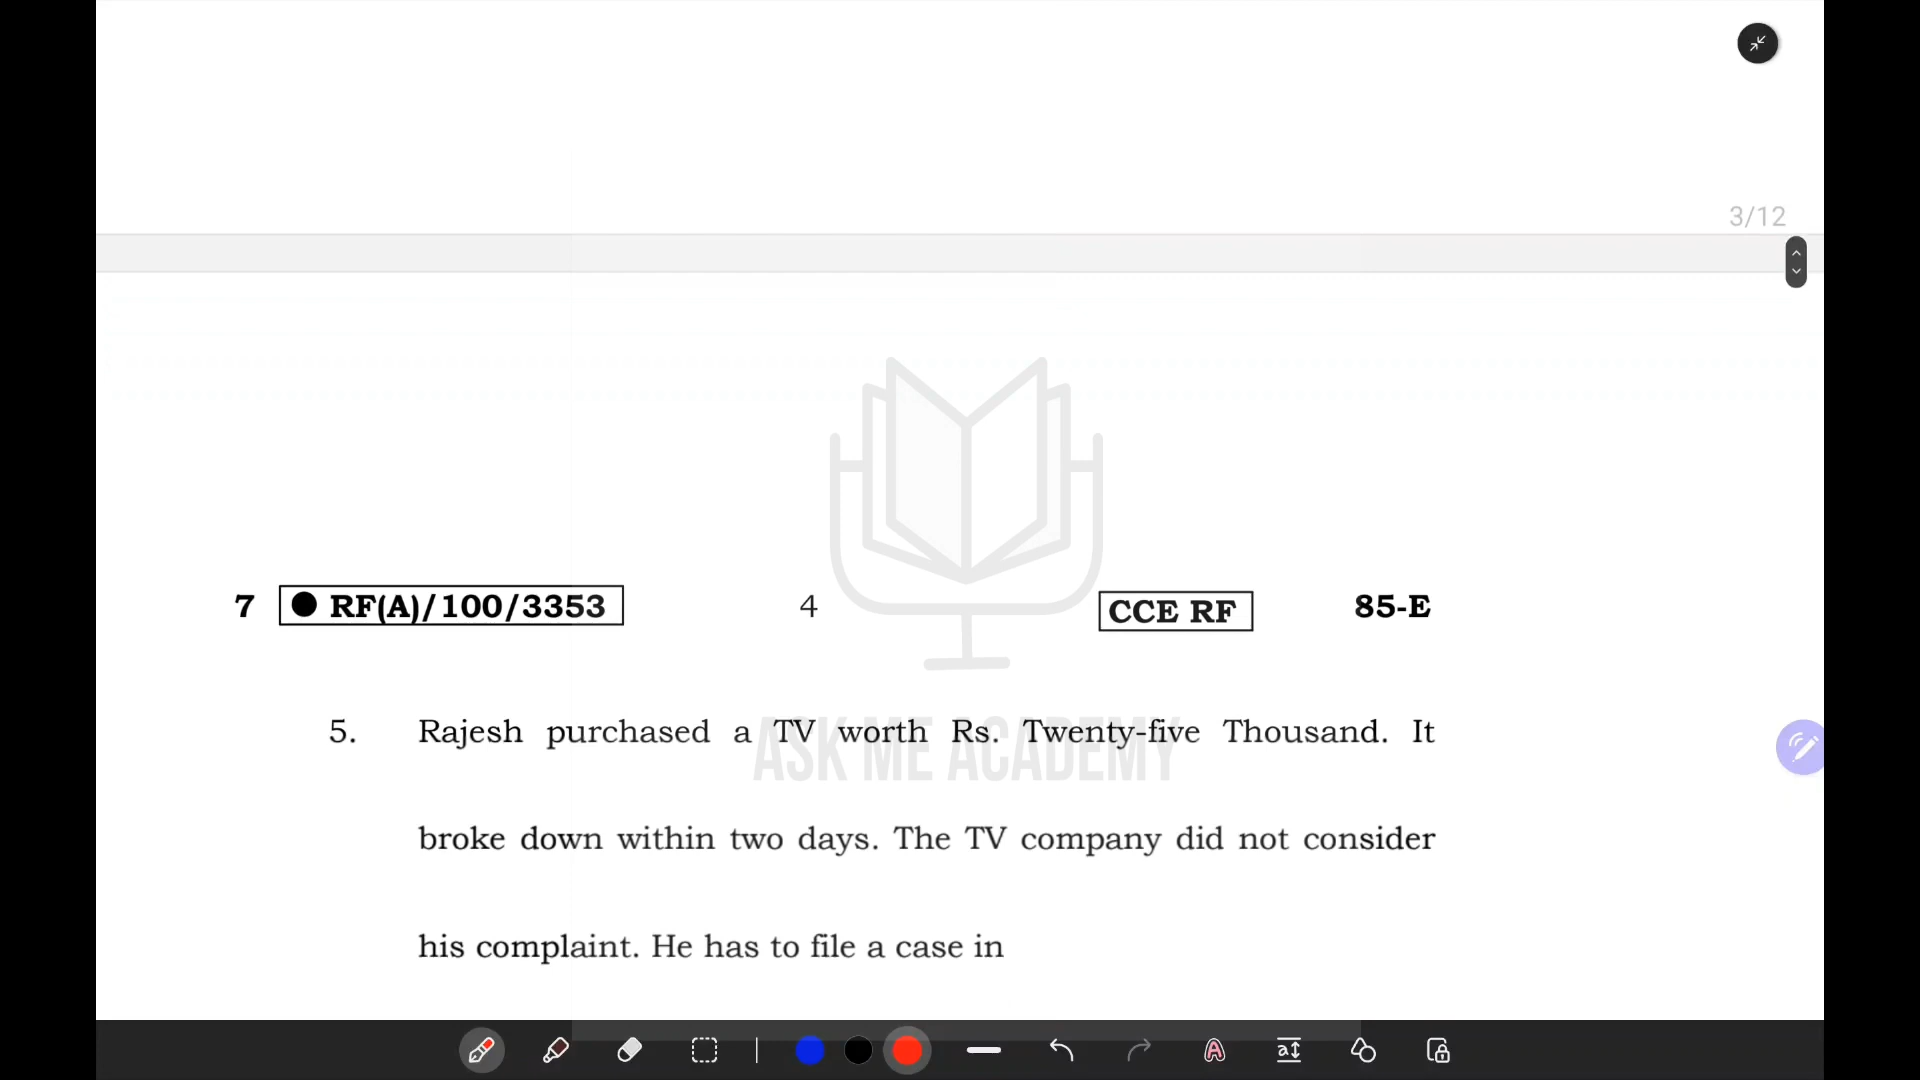 3/12
7 ● RF(A)/100/3353 4 CCE RF 85-E
ASK ME ACADEMY
5. Rajesh purchased a TV worth Rs. Twenty-five Thousand. It
broke down within two days. The TV company did not consider
his complaint. He has to file a case in